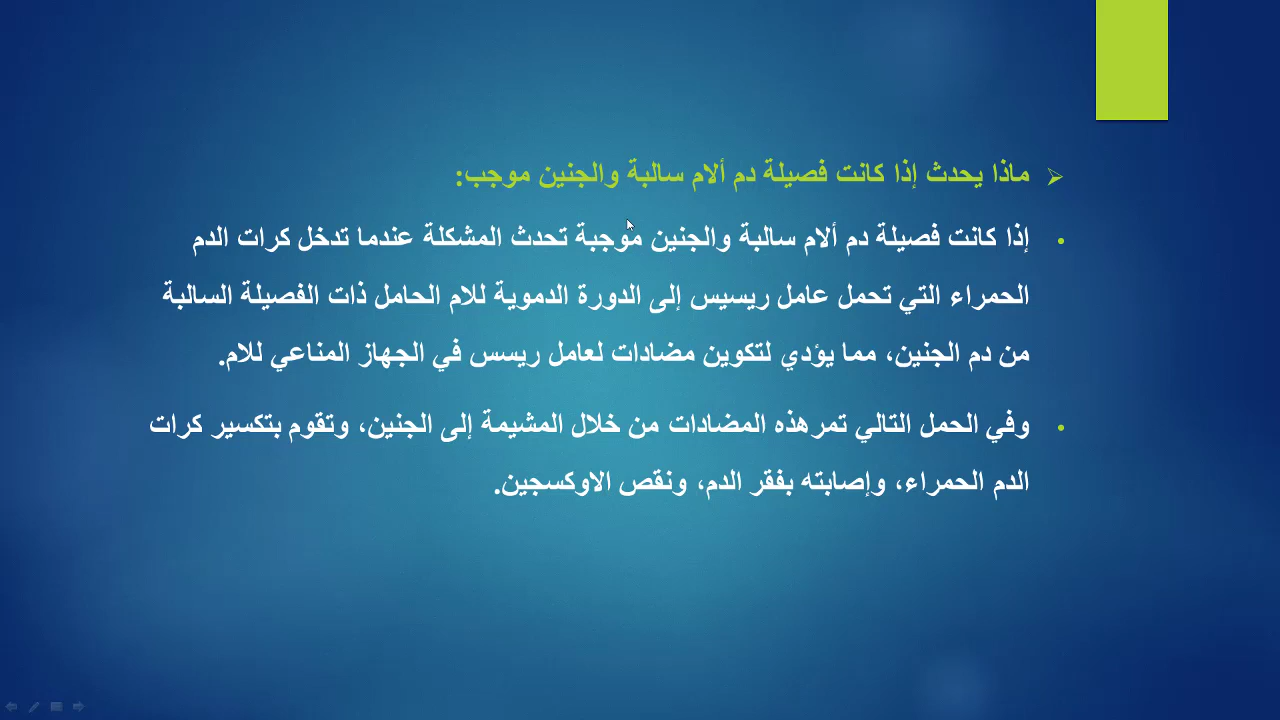 ماذا يحدث إذا كانت فصيلة دم ألام سالبة والجنين موجب:
إذا كانت فصيلة دم ألام سالبة والجنين موجبة تحدث المشكلة عندما تدخل كرات الدم
الحمراء التي تحمل عامل ريسيس إلى الدورة الدموية للام الحامل ذات الفصيلة السالبة
من دم الجنين، مما يؤدي لتكوين مضادات لعامل ريسس في الجهاز المناعي للام.
وفي الحمل التالي تمر هذه المضادات من خلال المشيمة إلى الجنين، وتقوم بتكسير كرات
الدم الحمراء، وإصابته بفقر الدم، ونقص الاوكسجين.